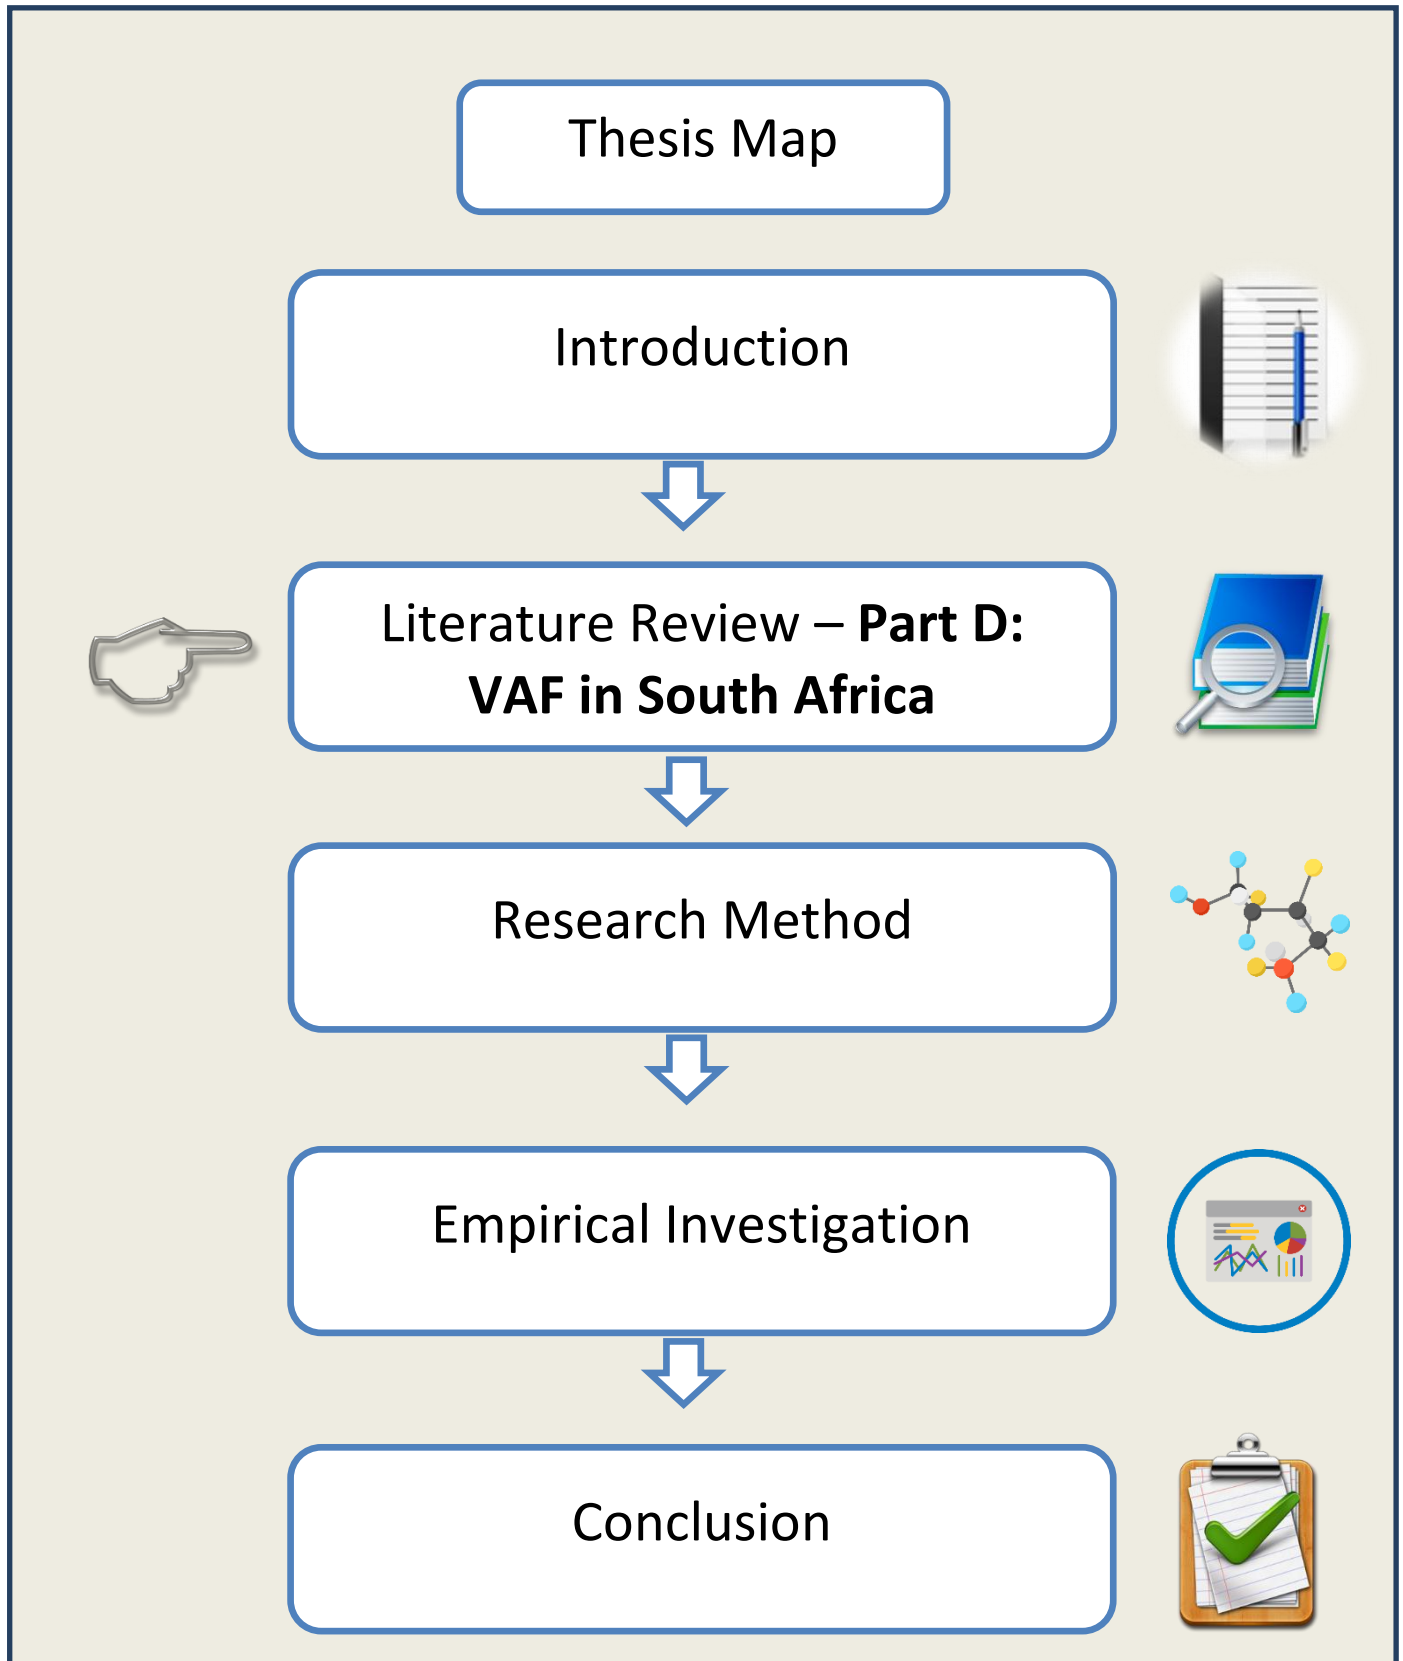 Thesis Map
Introduction
Literature Review – Part D:
VAF in South Africa
Research Method
Empirical Investigation
Conclusion